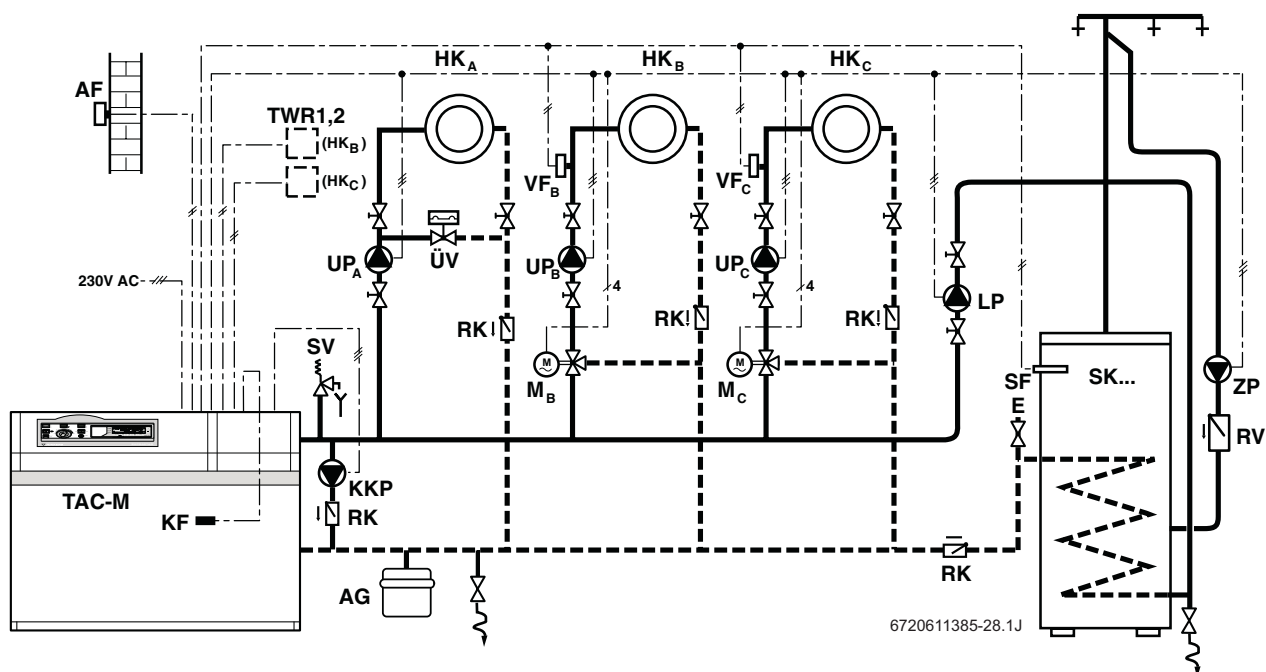 HKA
HKB
HKC
AF
TWR1,2
(HKB)
(HKC)
VFB
VFC
UPA
ÜV
UPB
UPC
230V AC
4
4
LP
RK
RK
RK
SV
M
~
M
~
MB
MC
SF
SK...
ZP
E
RV
KKP
TAC-M
KF
RK
RK
AG
6720611385-28.1J